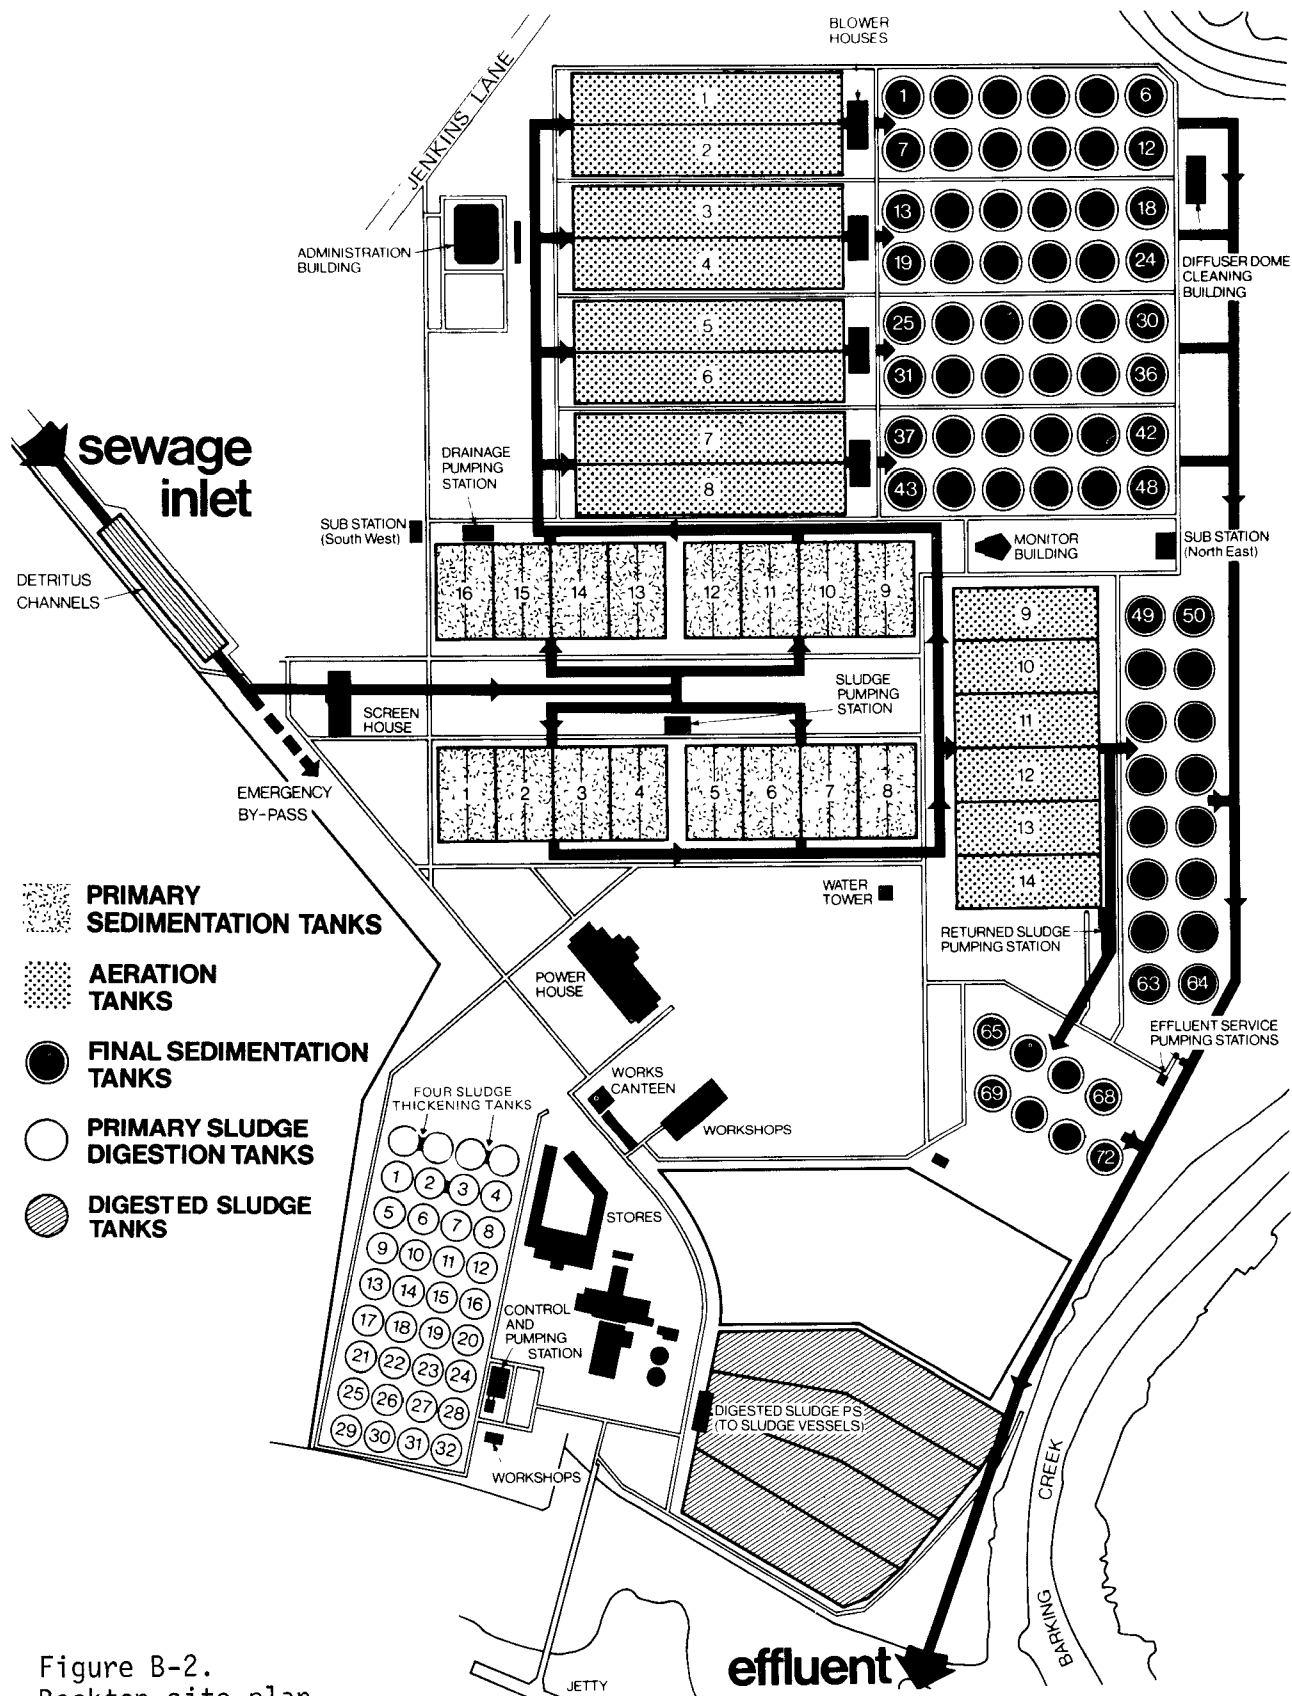 BLOWER
HOUSES
JENKINS LANE
1
2
3
4
5
6
7
8
1
6
7
12
13
18
19
24
25
30
31
36
37
42
43
48
ADMINISTRATION
BUILDING
DIFFUSER DOME
CLEANING
BUILDING
sewage
inlet
DRAINAGE
PUMPING
STATION
SUB STATION
(South West)
MONITOR
BUILDING
SUB STATION
(North East)
DETRITUS
CHANNELS
16
15
14
13
12
11
10
9
SCREEN
HOUSE
SLUDGE
PUMPING
STATION
EMERGENCY
BY-PASS
1
2
3
4
5
6
7
8
9
10
11
12
13
14
49
50
63
64
WATER
TOWER
RETURNED SLUDGE
PUMPING STATION
PRIMARY
SEDIMENTATION TANKS
AERATION
TANKS
FINAL SEDIMENTATION
TANKS
PRIMARY SLUDGE
DIGESTION TANKS
DIGESTED SLUDGE
TANKS
POWER
HOUSE
EFFLUENT SERVICE
PUMPING STATIONS
65
69
68
72
WORKS
CANTEEN
WORKSHOPS
FOUR SLUDGE
THICKENING TANKS
1
2
3
4
5
6
7
8
9
10
11
12
13
14
15
16
17
18
19
20
21
22
23
24
25
26
27
28
29
30
31
32
STORES
CONTROL
AND
PUMPING
STATION
WORKSHOPS
DIGESTED SLUDGE P.S.
(TO SLUDGE VESSELS)
BARKING CREEK
effluent
JETTY
Figure B-2.
Beckton site plan